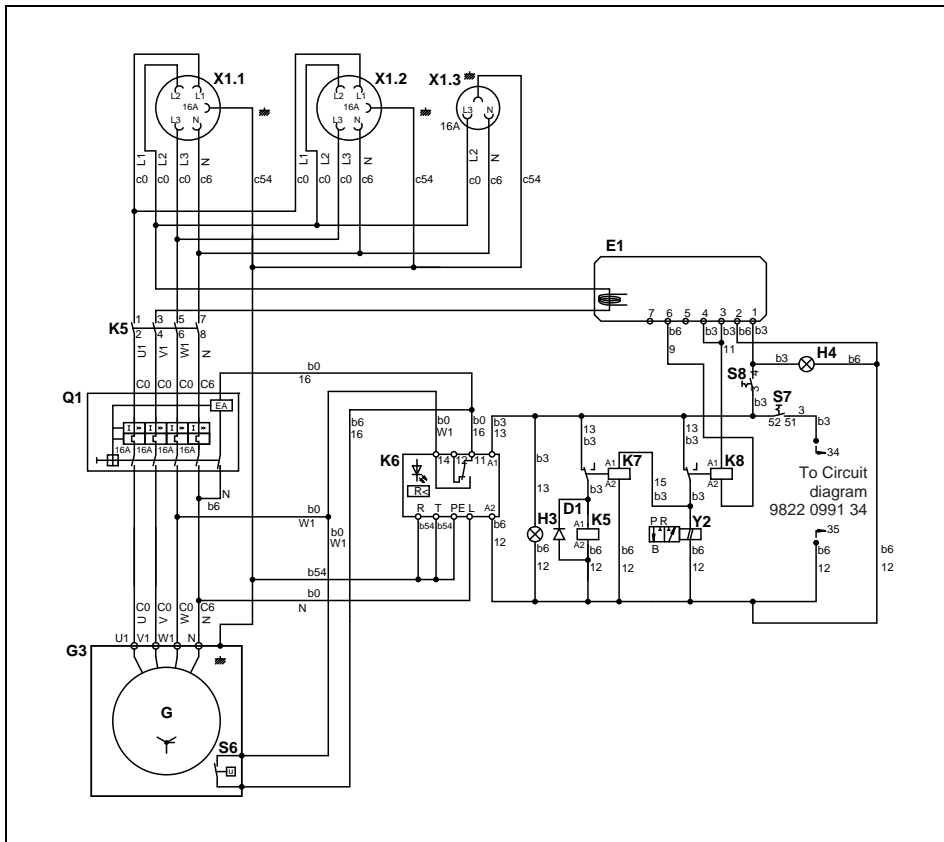 X1.1
X1.2
X1.3
L2 L1
16A
L3 N
L2 L1
16A
L3 N
16A
L3 N
L1 L2 L3 N
c0 c0 c0 c6 c54
L1 L2 L3 N
c0 c0 c0 c6 c54
L2 N
c0 c6 c54
E1
7 6 5 4 3 2 1
b6 b3 b3 b6 b3
9 11
K5
1 3 5 7
2 4 6 8
U1 V1 W1 N
C0 C0 C0 C6
Q1
EA
I I I I
16A 16A 16A 16A
N
b6
b0
16
b6
16
b0
W1
b0
16
b3
13
S8
4
3
b3
b3
H4
b6
S7
52 51
3
b3
34
To Circuit
diagram
9822 0991 34
35
b6
12
b6
12
K6
14 12 11 A1
R<
R T PE L A2
b54 b54
b6
12
b3
13
H3
b6
12
13
b3
K7
A1
A2
b3
D1
K5
A1
A2
b6
12
b6
12
15
b3
13
b3
K8
A1
A2
b3
Y2
P R
B
b6
12
b0
W1
b0
W1
b54
b0
N
C0 C0 C0 C6
U V W N
U1 V1 W1 N
G3
G
S6
u